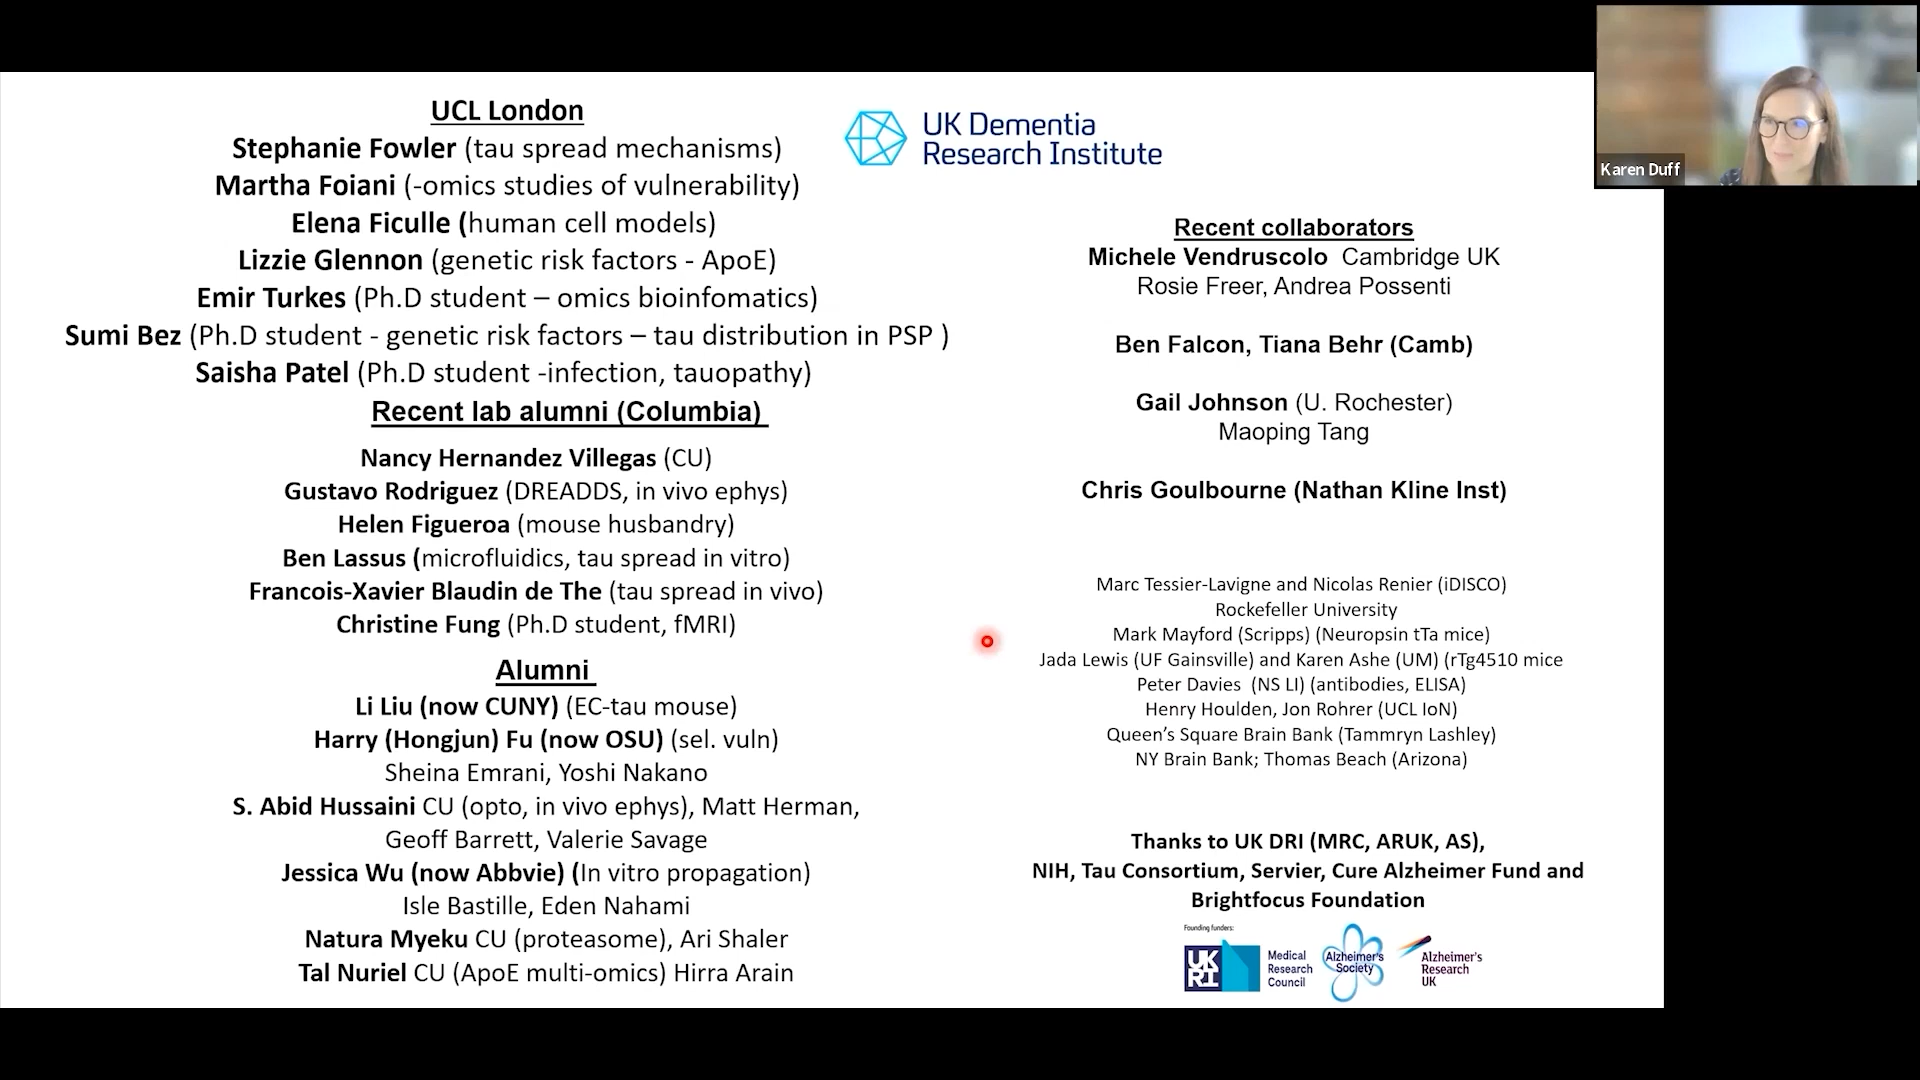 UCL London
Stephanie Fowler (tau spread mechanisms)
Martha Foiani (-omics studies of vulnerability)
Elena Ficulle (human cell models)
Lizzie Glennon (genetic risk factors - ApoE)
Emir Turkes (Ph.D student – omics bioinfomatics)
Sumi Bez (Ph.D student - genetic risk factors – tau distribution in PSP )
Saisha Patel (Ph.D student -infection, tauopathy)
Recent lab alumni (Columbia)
Nancy Hernandez Villegas (CU)
Gustavo Rodriguez (DREADDS, in vivo ephys)
Helen Figueroa (mouse husbandry)
Ben Lassus (microfluidics, tau spread in vitro)
Francois-Xavier Blaudin de The (tau spread in vivo)
Christine Fung (Ph.D student, fMRI)
Alumni
Li Liu (now CUNY) (EC-tau mouse)
Harry (Hongjun) Fu (now OSU) (sel. vuln)
Sheina Emrani, Yoshi Nakano
S. Abid Hussaini CU (opto, in vivo ephys), Matt Herman,
Geoff Barrett, Valerie Savage
Jessica Wu (now Abbvie) (In vitro propagation)
Isle Bastille, Eden Nahami
Natura Myeku CU (proteasome), Ari Shaler
Tal Nuriel CU (ApoE multi-omics) Hirra Arain
UK Dementia
Research Institute
Recent collaborators
Michele Vendruscolo Cambridge UK
Rosie Freer, Andrea Possenti
Ben Falcon, Tiana Behr (Camb)
Gail Johnson (U. Rochester)
Maoping Tang
Chris Goulbourne (Nathan Kline Inst)
Marc Tessier-Lavigne and Nicolas Renier (iDISCO)
Rockefeller University
Mark Mayford (Scripps) (Neuropsin tTa mice)
Jada Lewis (UF Gainsville) and Karen Ashe (UM) (rTg4510 mice
Peter Davies (NS LI) (antibodies, ELISA)
Henry Houlden, Jon Rohrer (UCL IoN)
Queen's Square Brain Bank (Tammryn Lashley)
NY Brain Bank; Thomas Beach (Arizona)
Thanks to UK DRI (MRC, ARUK, AS),
NIH, Tau Consortium, Servier, Cure Alzheimer Fund and
Brightfocus Foundation
Founding funders:
UK
RI
Medical
Research
Council
Alzheimer's
Society
Alzheimer's
Research
UK
Karen Duff